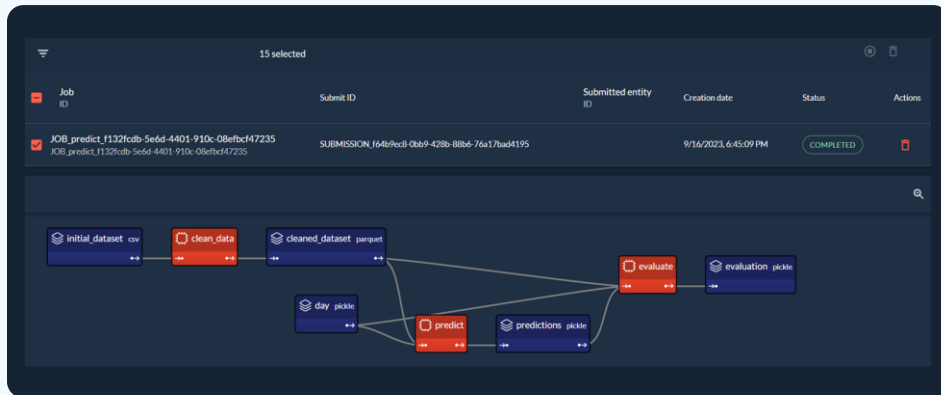 15 selected
Job
ID
Submit ID
Submitted entity
ID
Creation date
Status
Actions
JOB_predict_f132fcdb-5e6d-4401-910c-08efbcf47235
JOB_predict_f132fcdb-5e6d-4401-910c-08efbcf47235
SUBMISSION_f64b9ec8-0bb9-428b-88b6-76a17bad4195
9/16/2023, 6:45:09 PM
COMPLETED
initial_dataset csv
clean_data
cleaned_dataset parquet
evaluate
evaluation pickle
day pickle
predict
predictions pickle